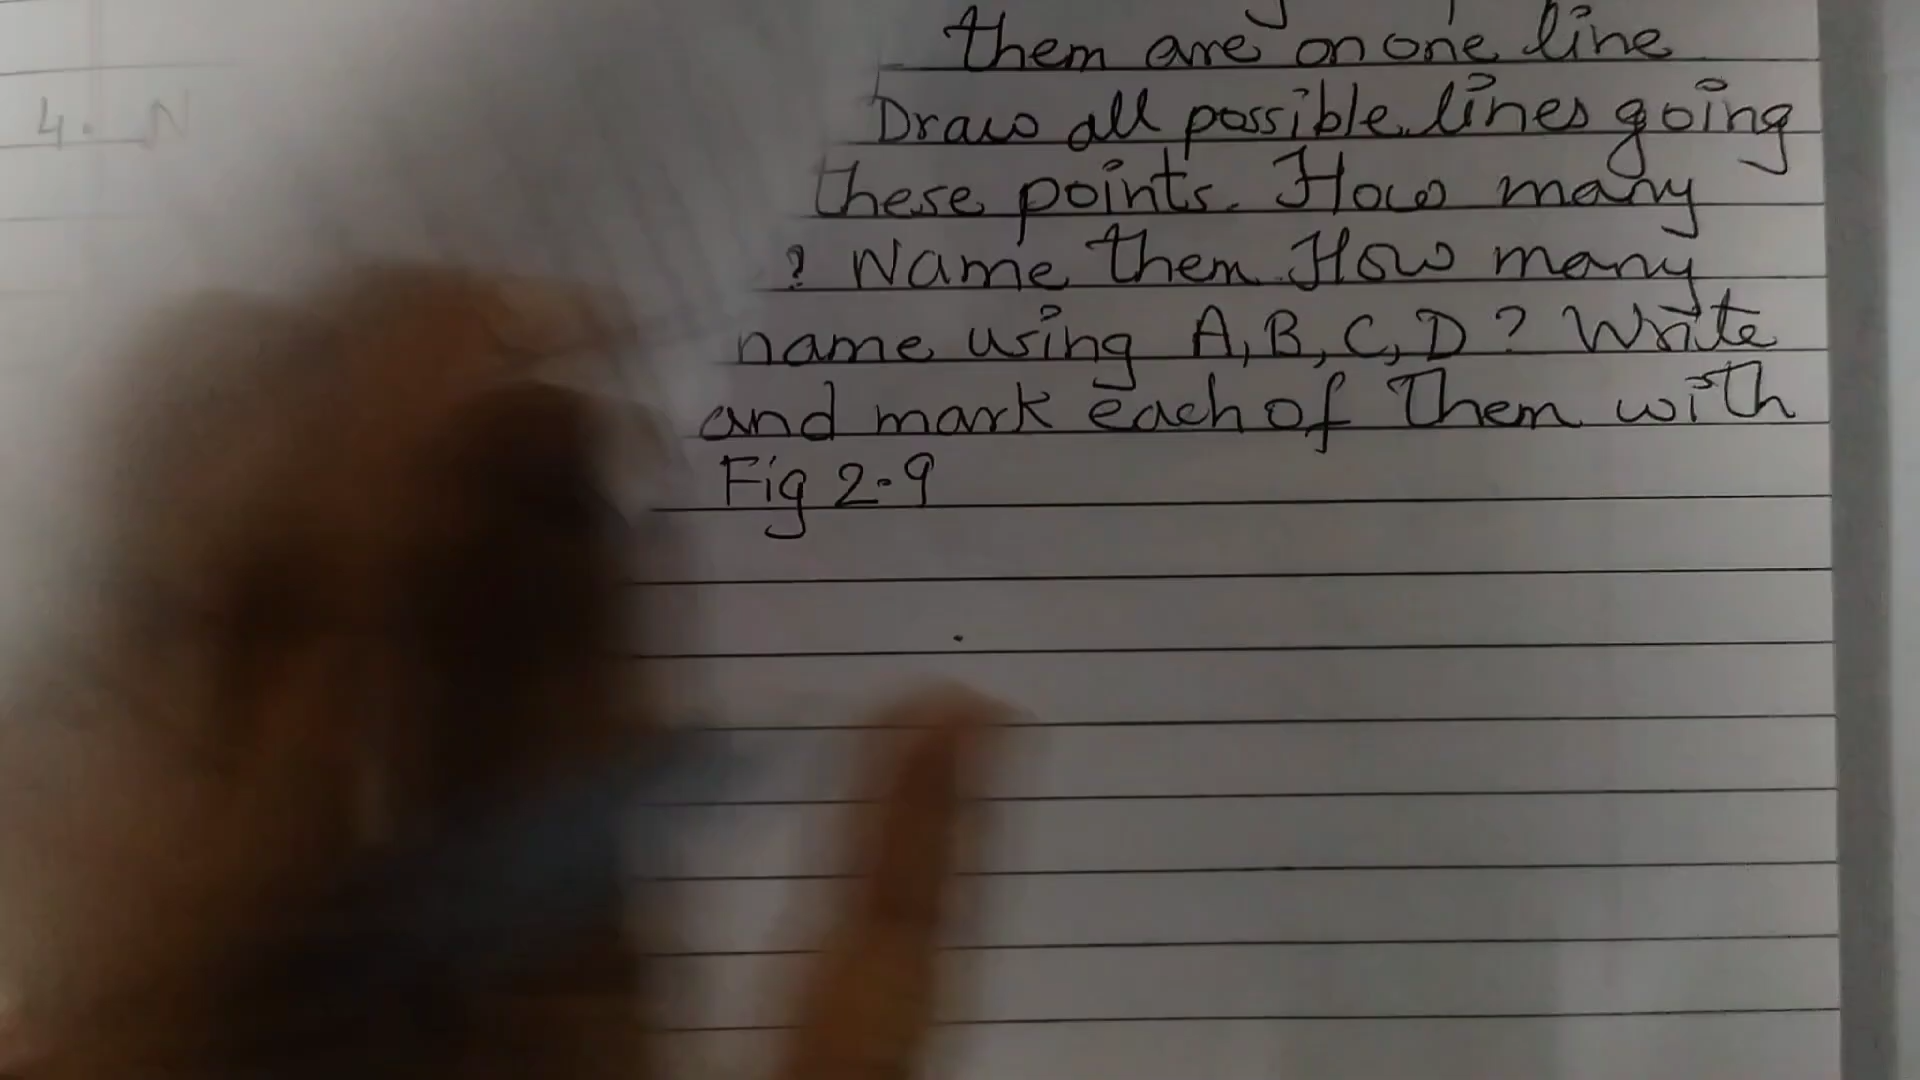 4. N
them are on one line
Draw all possible lines going
these points. How many
? Name them. How many
name using A, B, C, D? Write
and mark each of Them with
Fig 2.9